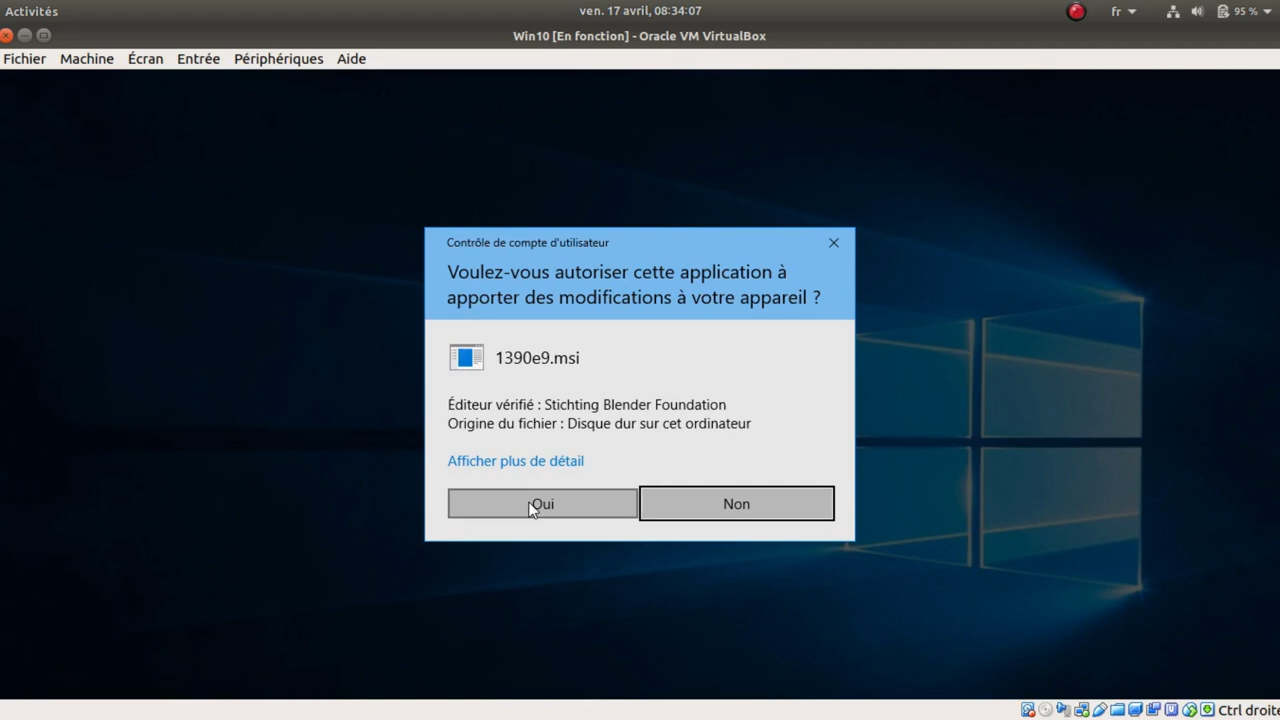 Activités
ven. 17 avril, 08:34:07
fr
95 %
Win10 [En fonction] - Oracle VM VirtualBox
Fichier Machine Écran Entrée Périphériques Aide
Contrôle de compte d'utilisateur
Voulez-vous autoriser cette application à
apporter des modifications à votre appareil ?
1390e9.msi
Éditeur vérifié : Stichting Blender Foundation
Origine du fichier : Disque dur sur cet ordinateur
Afficher plus de détail
Oui
Non
Ctrl droite